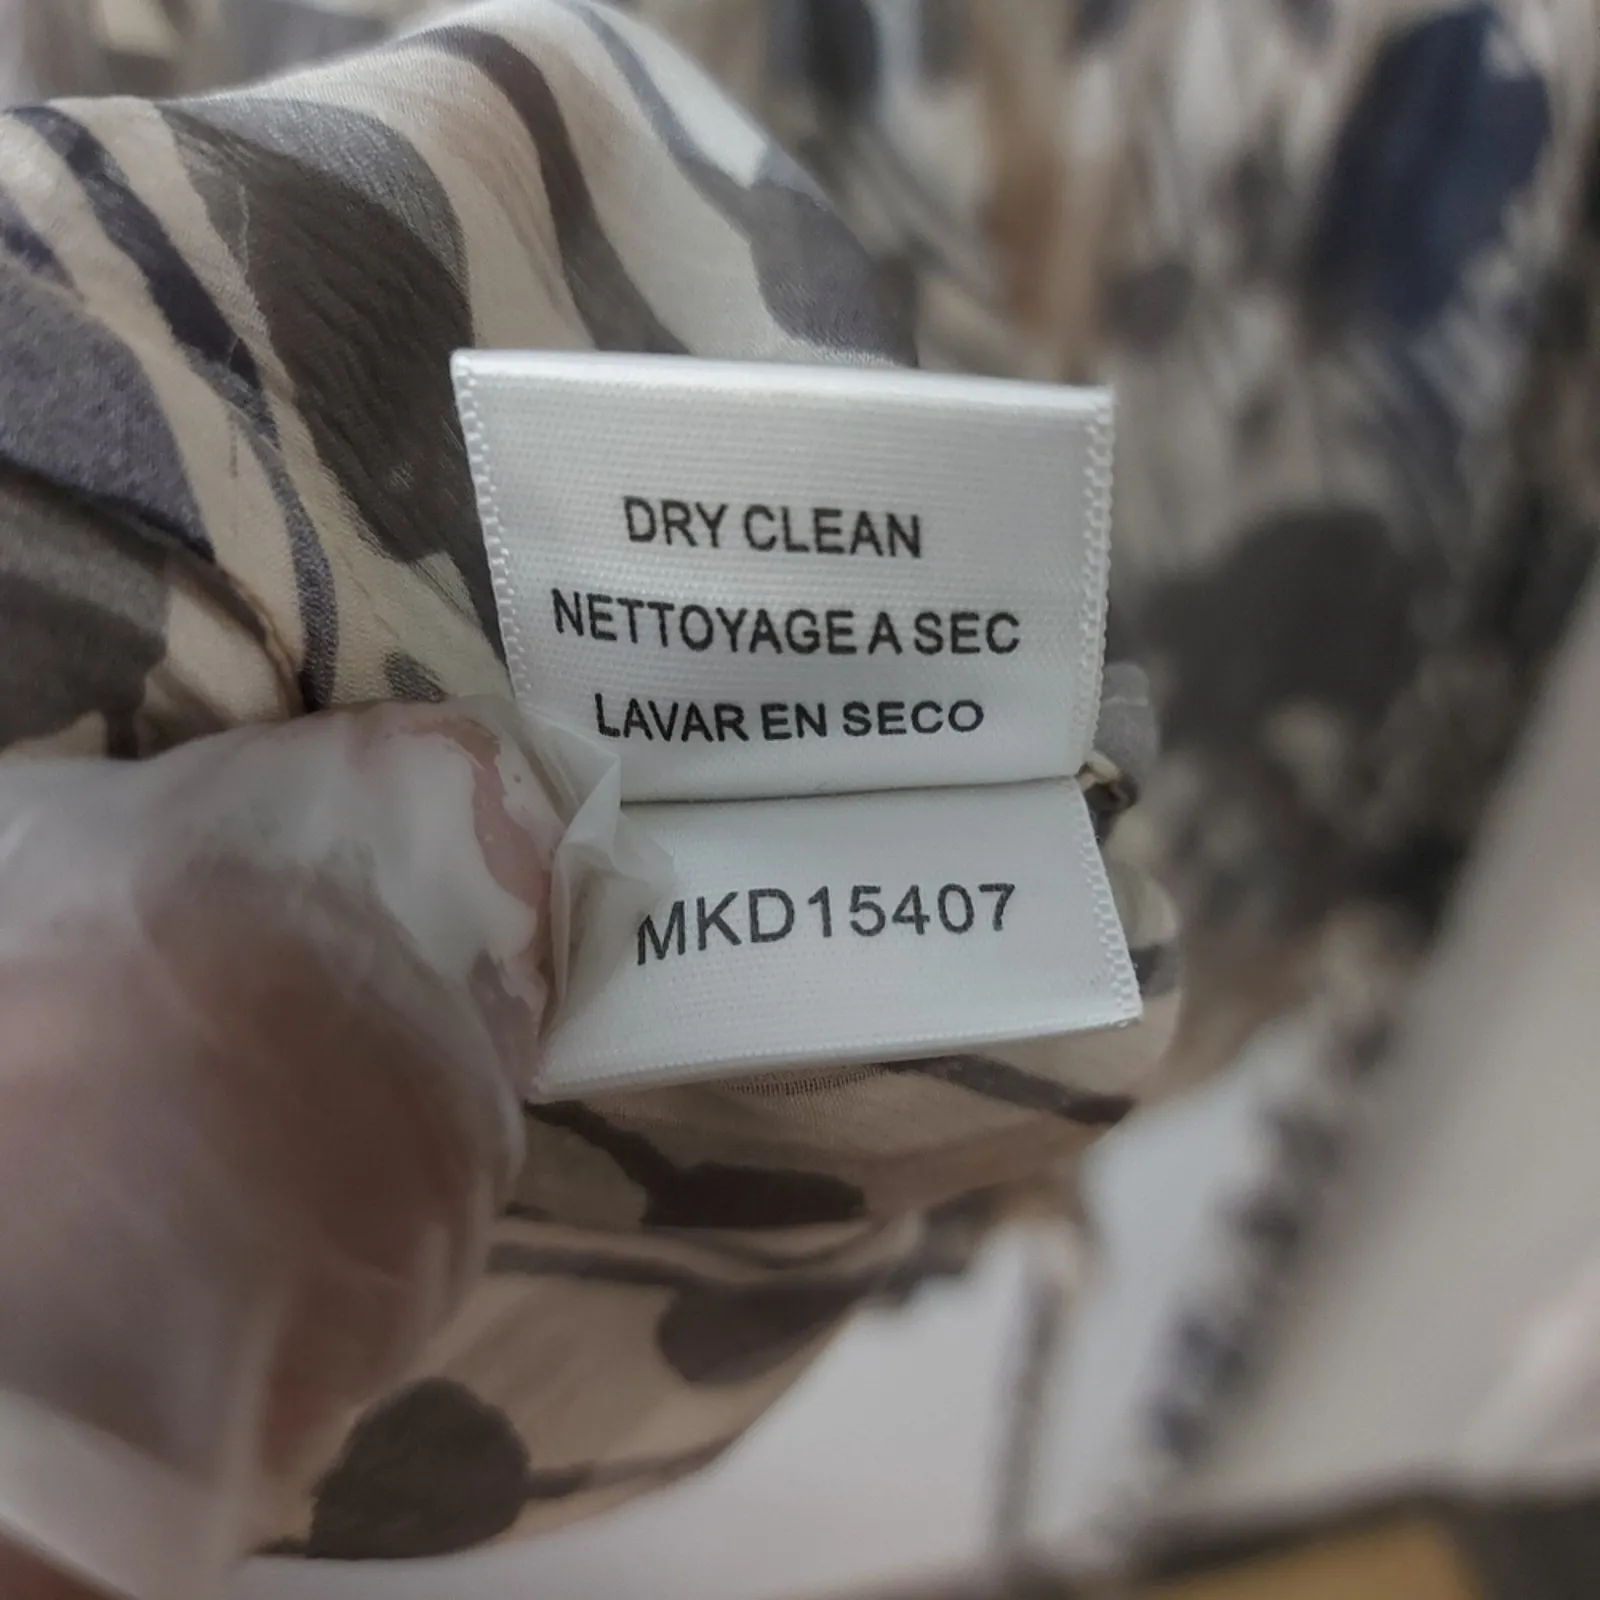 DRY CLEAN
NETTOYAGE A SEC
LAVAR EN SECO
MKD15407